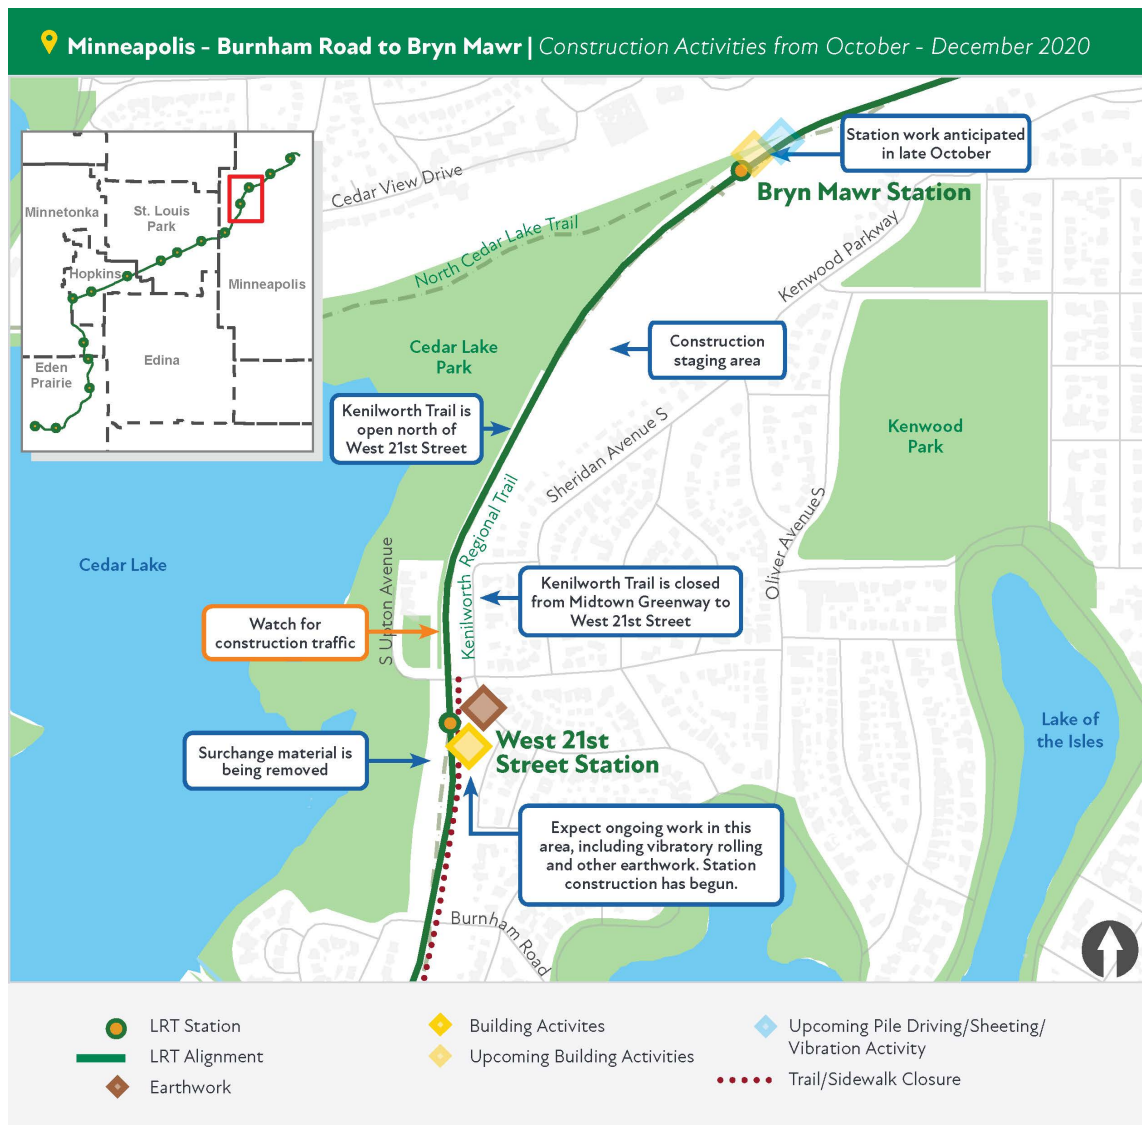 Minneapolis - Burnham Road to Bryn Mawr | Construction Activities from October - December 2020
Station work anticipated
in late October
Bryn Mawr Station
Cedar View Drive
North Cedar Lake Trail
Kenwood Parkway
Minnetonka
St. Louis
Park
Hopkins
Minneapolis
Edina
Eden
Prairie
Cedar Lake
Park
Construction
staging area
Kenilworth Trail is
open north of
West 21st Street
Sheridan Avenue S
Kenwood
Park
Oliver Avenue S
Kenilworth Regional Trail
Cedar Lake
S Upton Avenue
Kenilworth Trail is closed
from Midtown Greenway to
West 21st Street
Watch for
construction traffic
West 21st
Street Station
Lake of
the Isles
Surchange material is
being removed
Expect ongoing work in this
area, including vibratory rolling
and other earthwork. Station
construction has begun.
Burnham Road
LRT Station
LRT Alignment
Earthwork
Building Activites
Upcoming Building Activities
Upcoming Pile Driving/Sheeting/
Vibration Activity
Trail/Sidewalk Closure